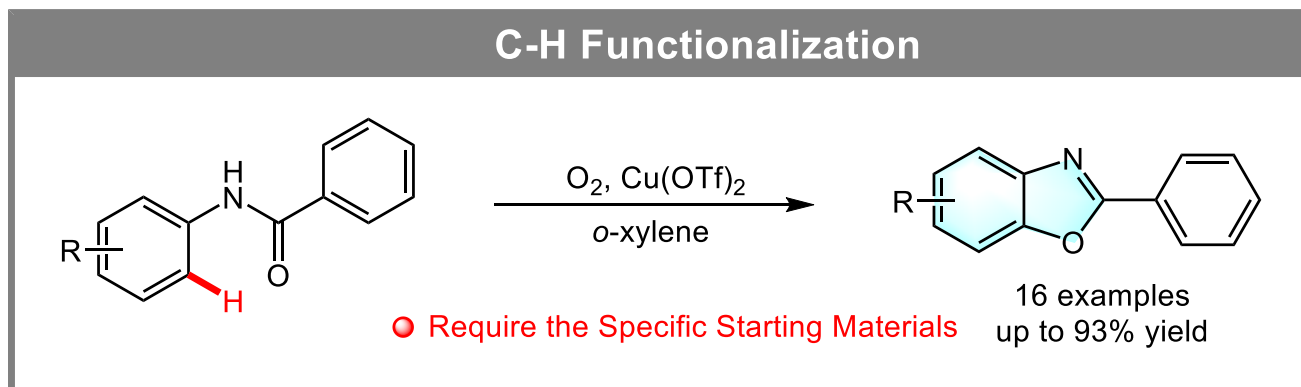 C-H Functionalization
H
N
O
R
H
O₂, Cu(OTf)₂
o-xylene
Require the Specific Starting Materials
N
O
R
16 examples
up to 93% yield